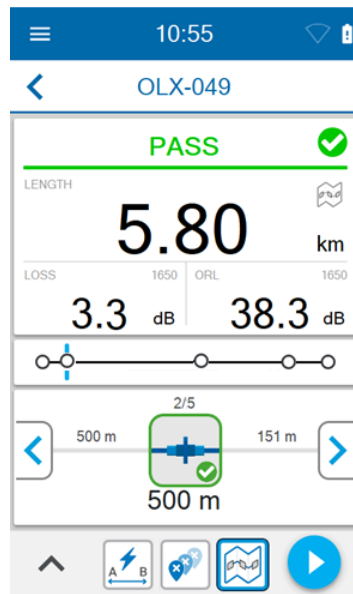 10:55
OLX-049
PASS
LENGTH
5.80 km
LOSS 1650 ORL 1650
3.3 dB 38.3 dB
2/5
500 m 151 m
500 m
A B